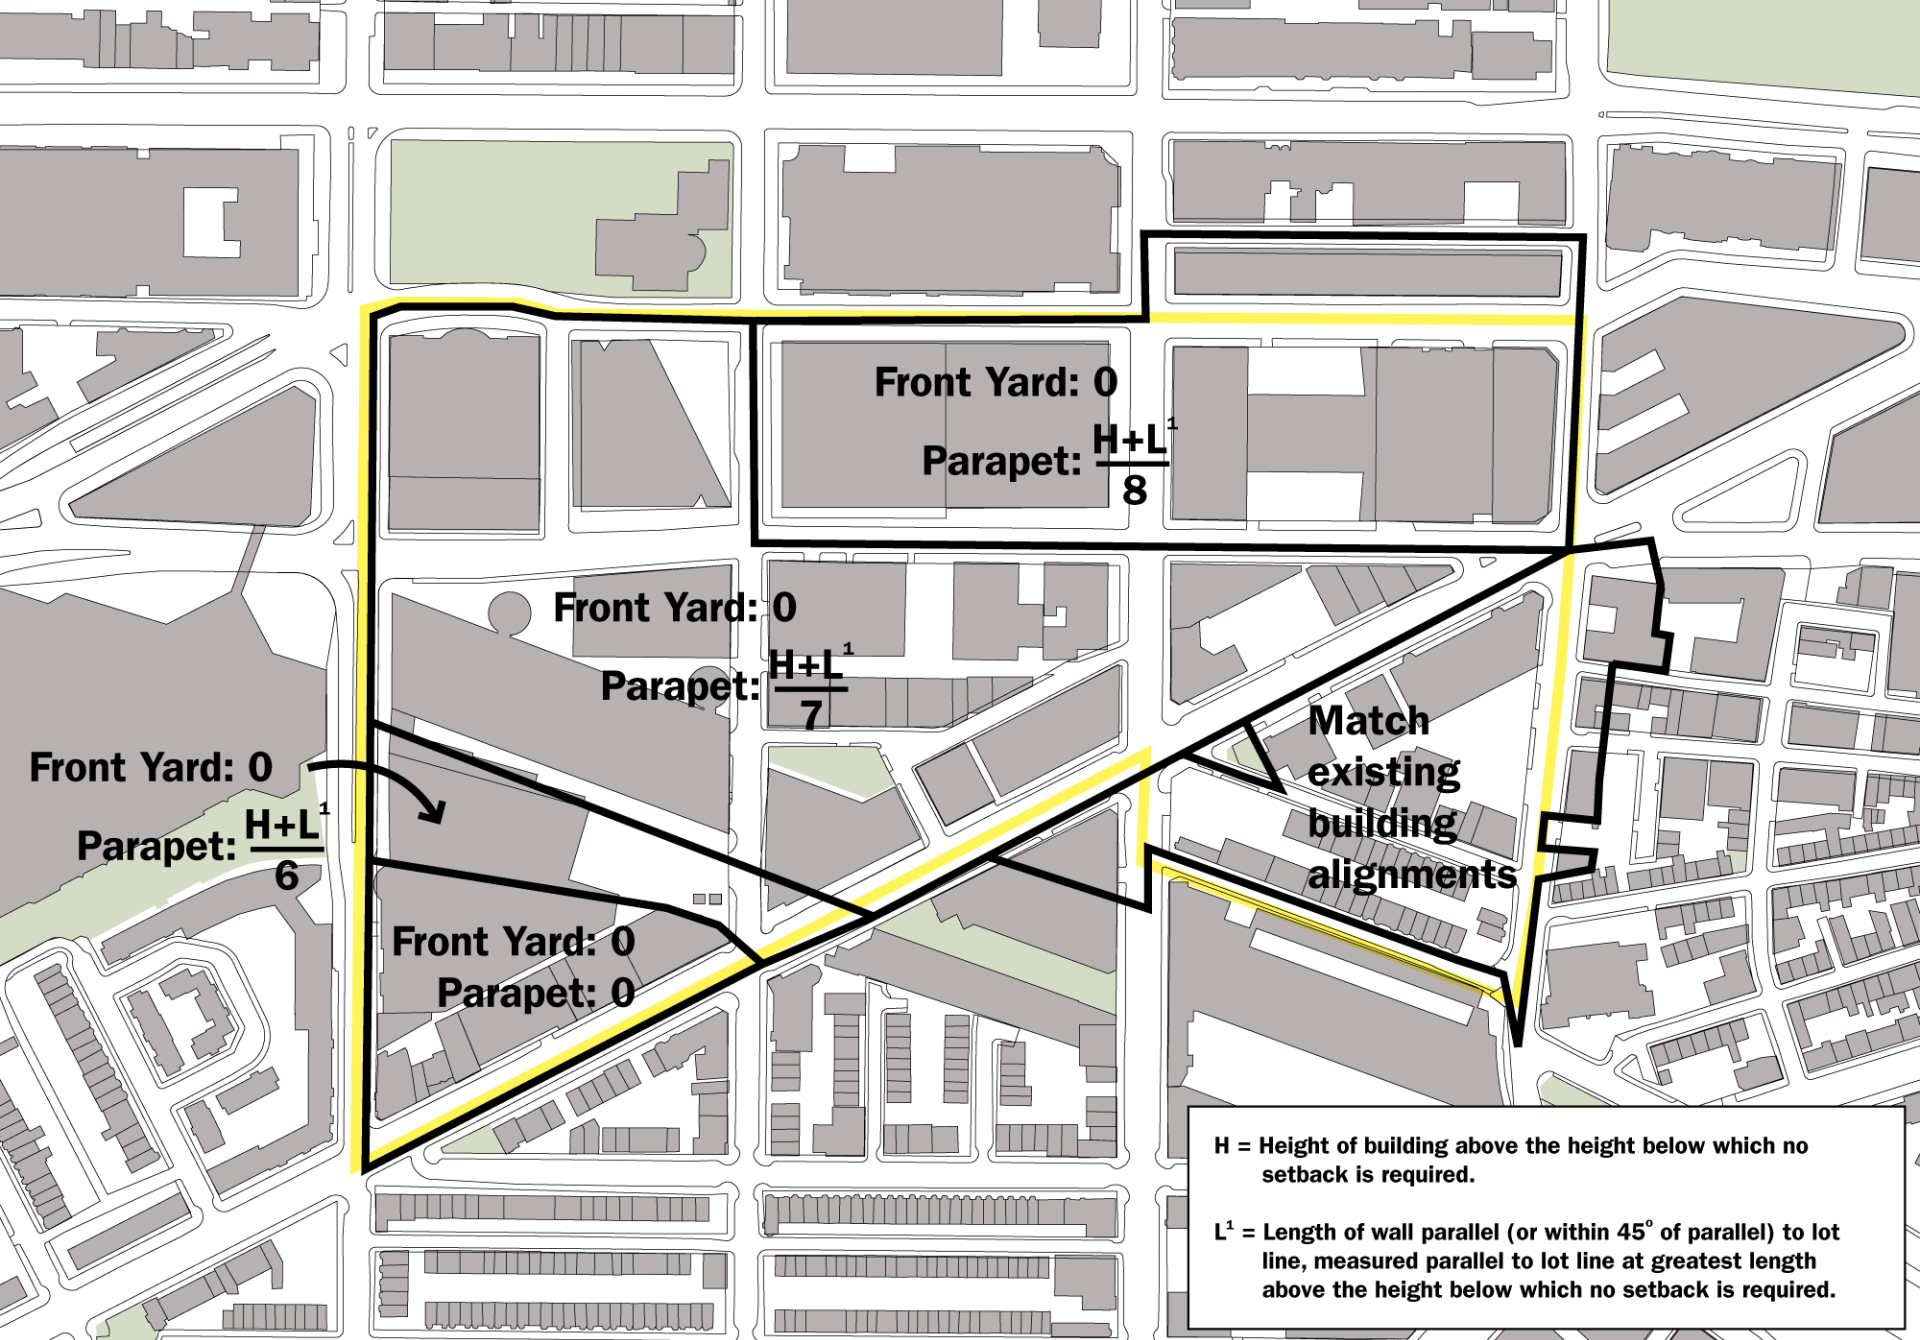 Front Yard: 0
Parapet: H+L¹
8
Front Yard: 0
Parapet: H+L¹
7
Match
existing
building
alignments
Front Yard: 0
Parapet: H+L¹
6
Front Yard: 0
Parapet: 0
H = Height of building above the height below which no
setback is required.
L¹ = Length of wall parallel (or within 45° of parallel) to lot
line, measured parallel to lot line at greatest length
above the height below which no setback is required.